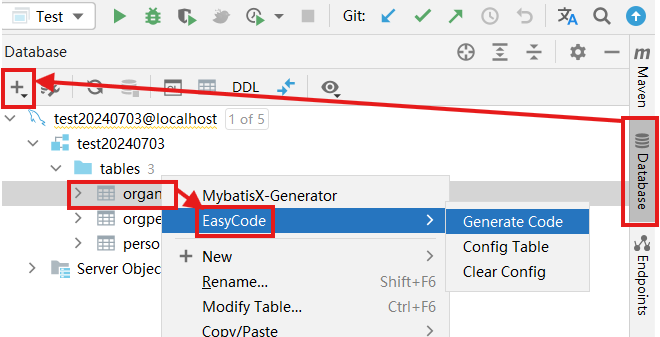 Test
Git:
Database
DDL
test20240703@localhost 1 of 5
test20240703
tables 3
organ
orgpe
perso
Server Objec
MybatisX-Generator
EasyCode
New
Rename... Shift+F6
Modify Table... Ctrl+F6
Copy/Paste
Generate Code
Config Table
Clear Config
Maven
Database
Endpoints